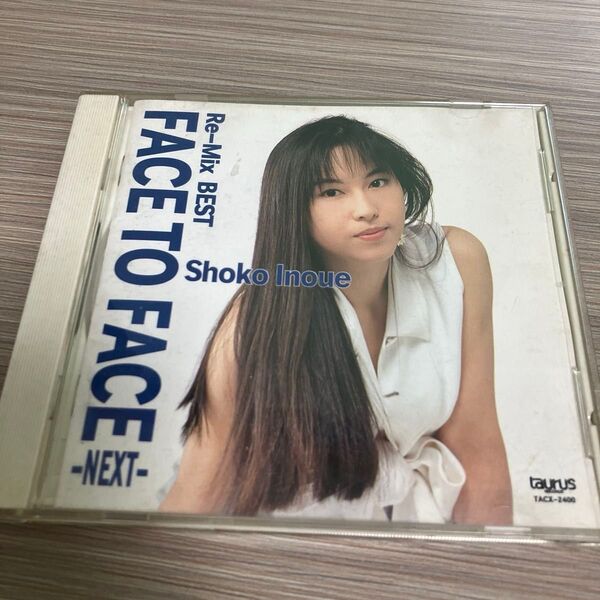 Re-Mix BEST
FACE TO FACE
-NEXT-
Shoko Inoue
taurus
TACX-2400